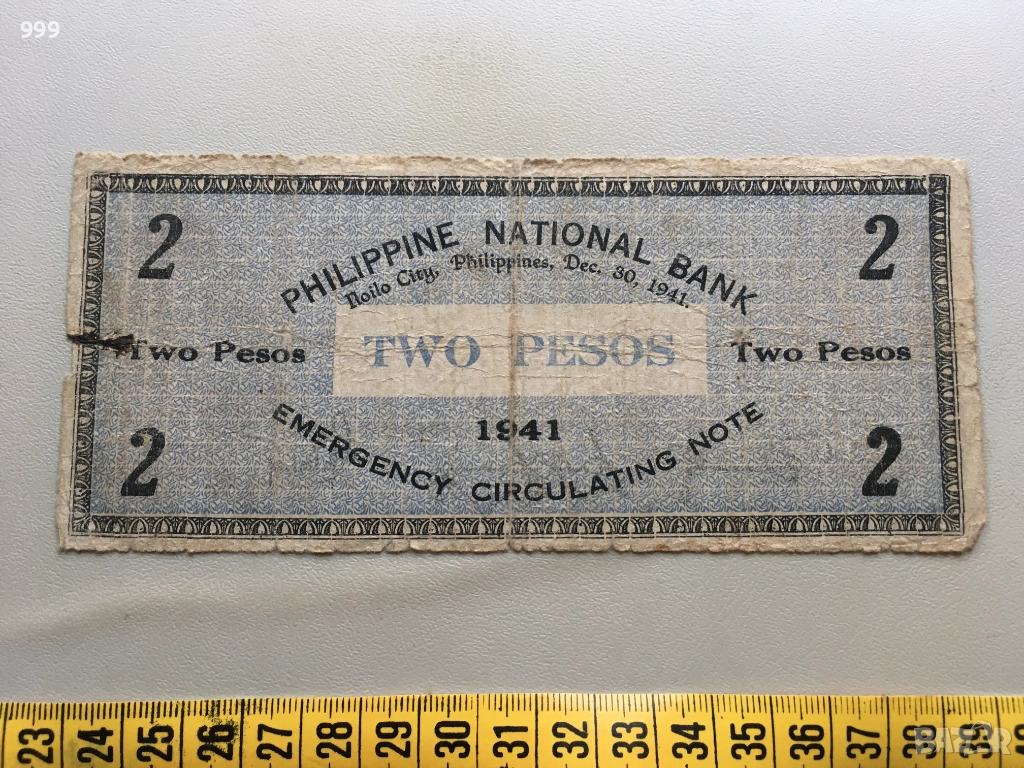 999
2
2
PHILIPPINE NATIONAL BANK
Iloilo City, Philippines, Dec. 30, 1941.
Two Pesos
TWO PESOS
Two Pesos
1941
EMERGENCY CIRCULATING NOTE
2
2
23 24 25 26 27 28 29 30 31 32 33 34 35 36 37 38 39